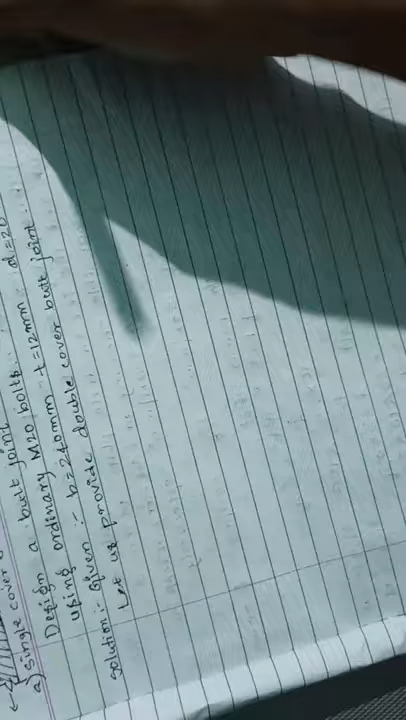 a) single cover
Design a butt joint
using ordinary M20 bolts.
solution:- Given :- b=240mm t=12mm d=20
Let us provide double cover butt joint.